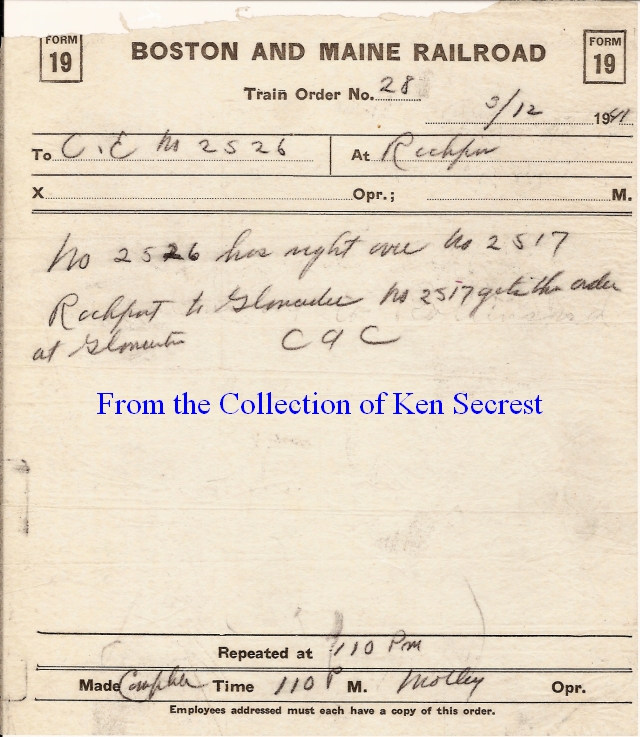 FORM 19
BOSTON AND MAINE RAILROAD
FORM 19
Train Order No. 28
3/12 1941
To C. & E No 2526 At Rockport
X Opr.; M.
No 2526 has right over No 2517
Rockport to Gloucester No 2517 gets this order
at Gloucester C A C
From the Collection of Ken Secrest
Repeated at 110 Pm
Made Complete Time 110 P M. Molley Opr.
Employees addressed must each have a copy of this order.